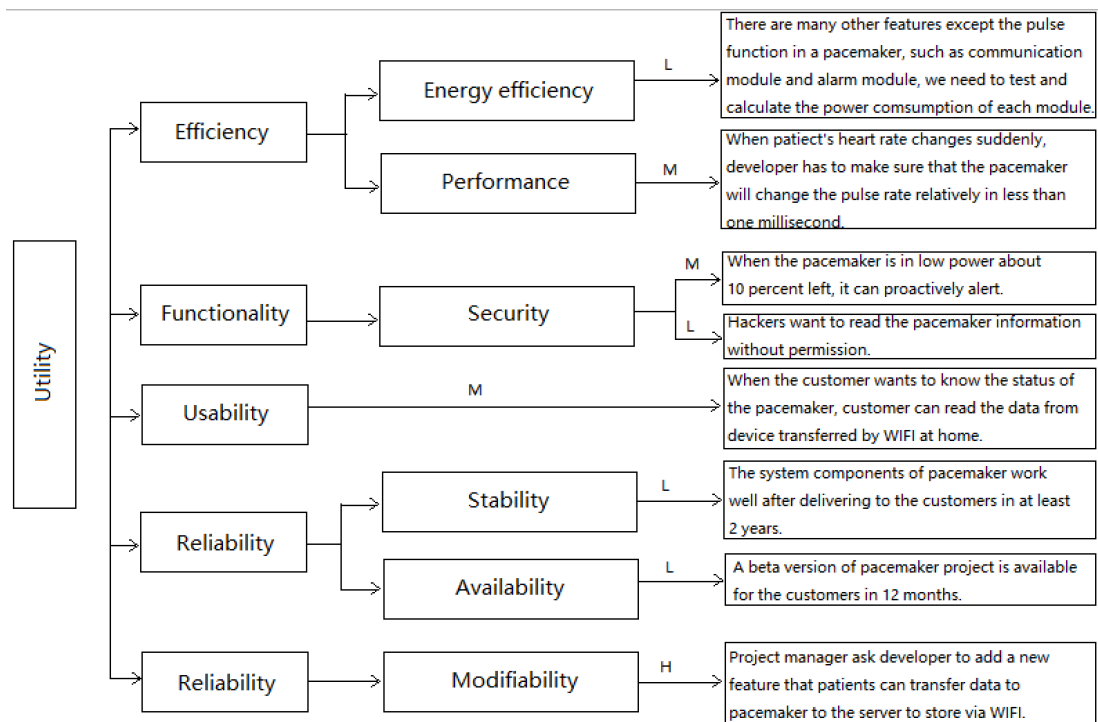 Utility
Efficiency
Energy efficiency
L
There are many other features except the pulse
function in a pacemaker, such as communication
module and alarm module, we need to test and
calculate the power comsumption of each module.
Performance
M
When patiect's heart rate changes suddenly,
developer has to make sure that the pacemaker
will change the pulse rate relatively in less than
one millisecond.
Functionality
Security
M
When the pacemaker is in low power about
10 percent left, it can proactively alert.
L
Hackers want to read the pacemaker information
without permission.
Usability
M
When the customer wants to know the status of
the pacemaker, customer can read the data from
device transferred by WIFI at home.
Reliability
Stability
L
The system components of pacemaker work
well after delivering to the customers in at least
2 years.
Availability
L
A beta version of pacemaker project is available
for the customers in 12 months.
Reliability
Modifiability
H
Project manager ask developer to add a new
feature that patients can transfer data to
pacemaker to the server to store via WIFI.